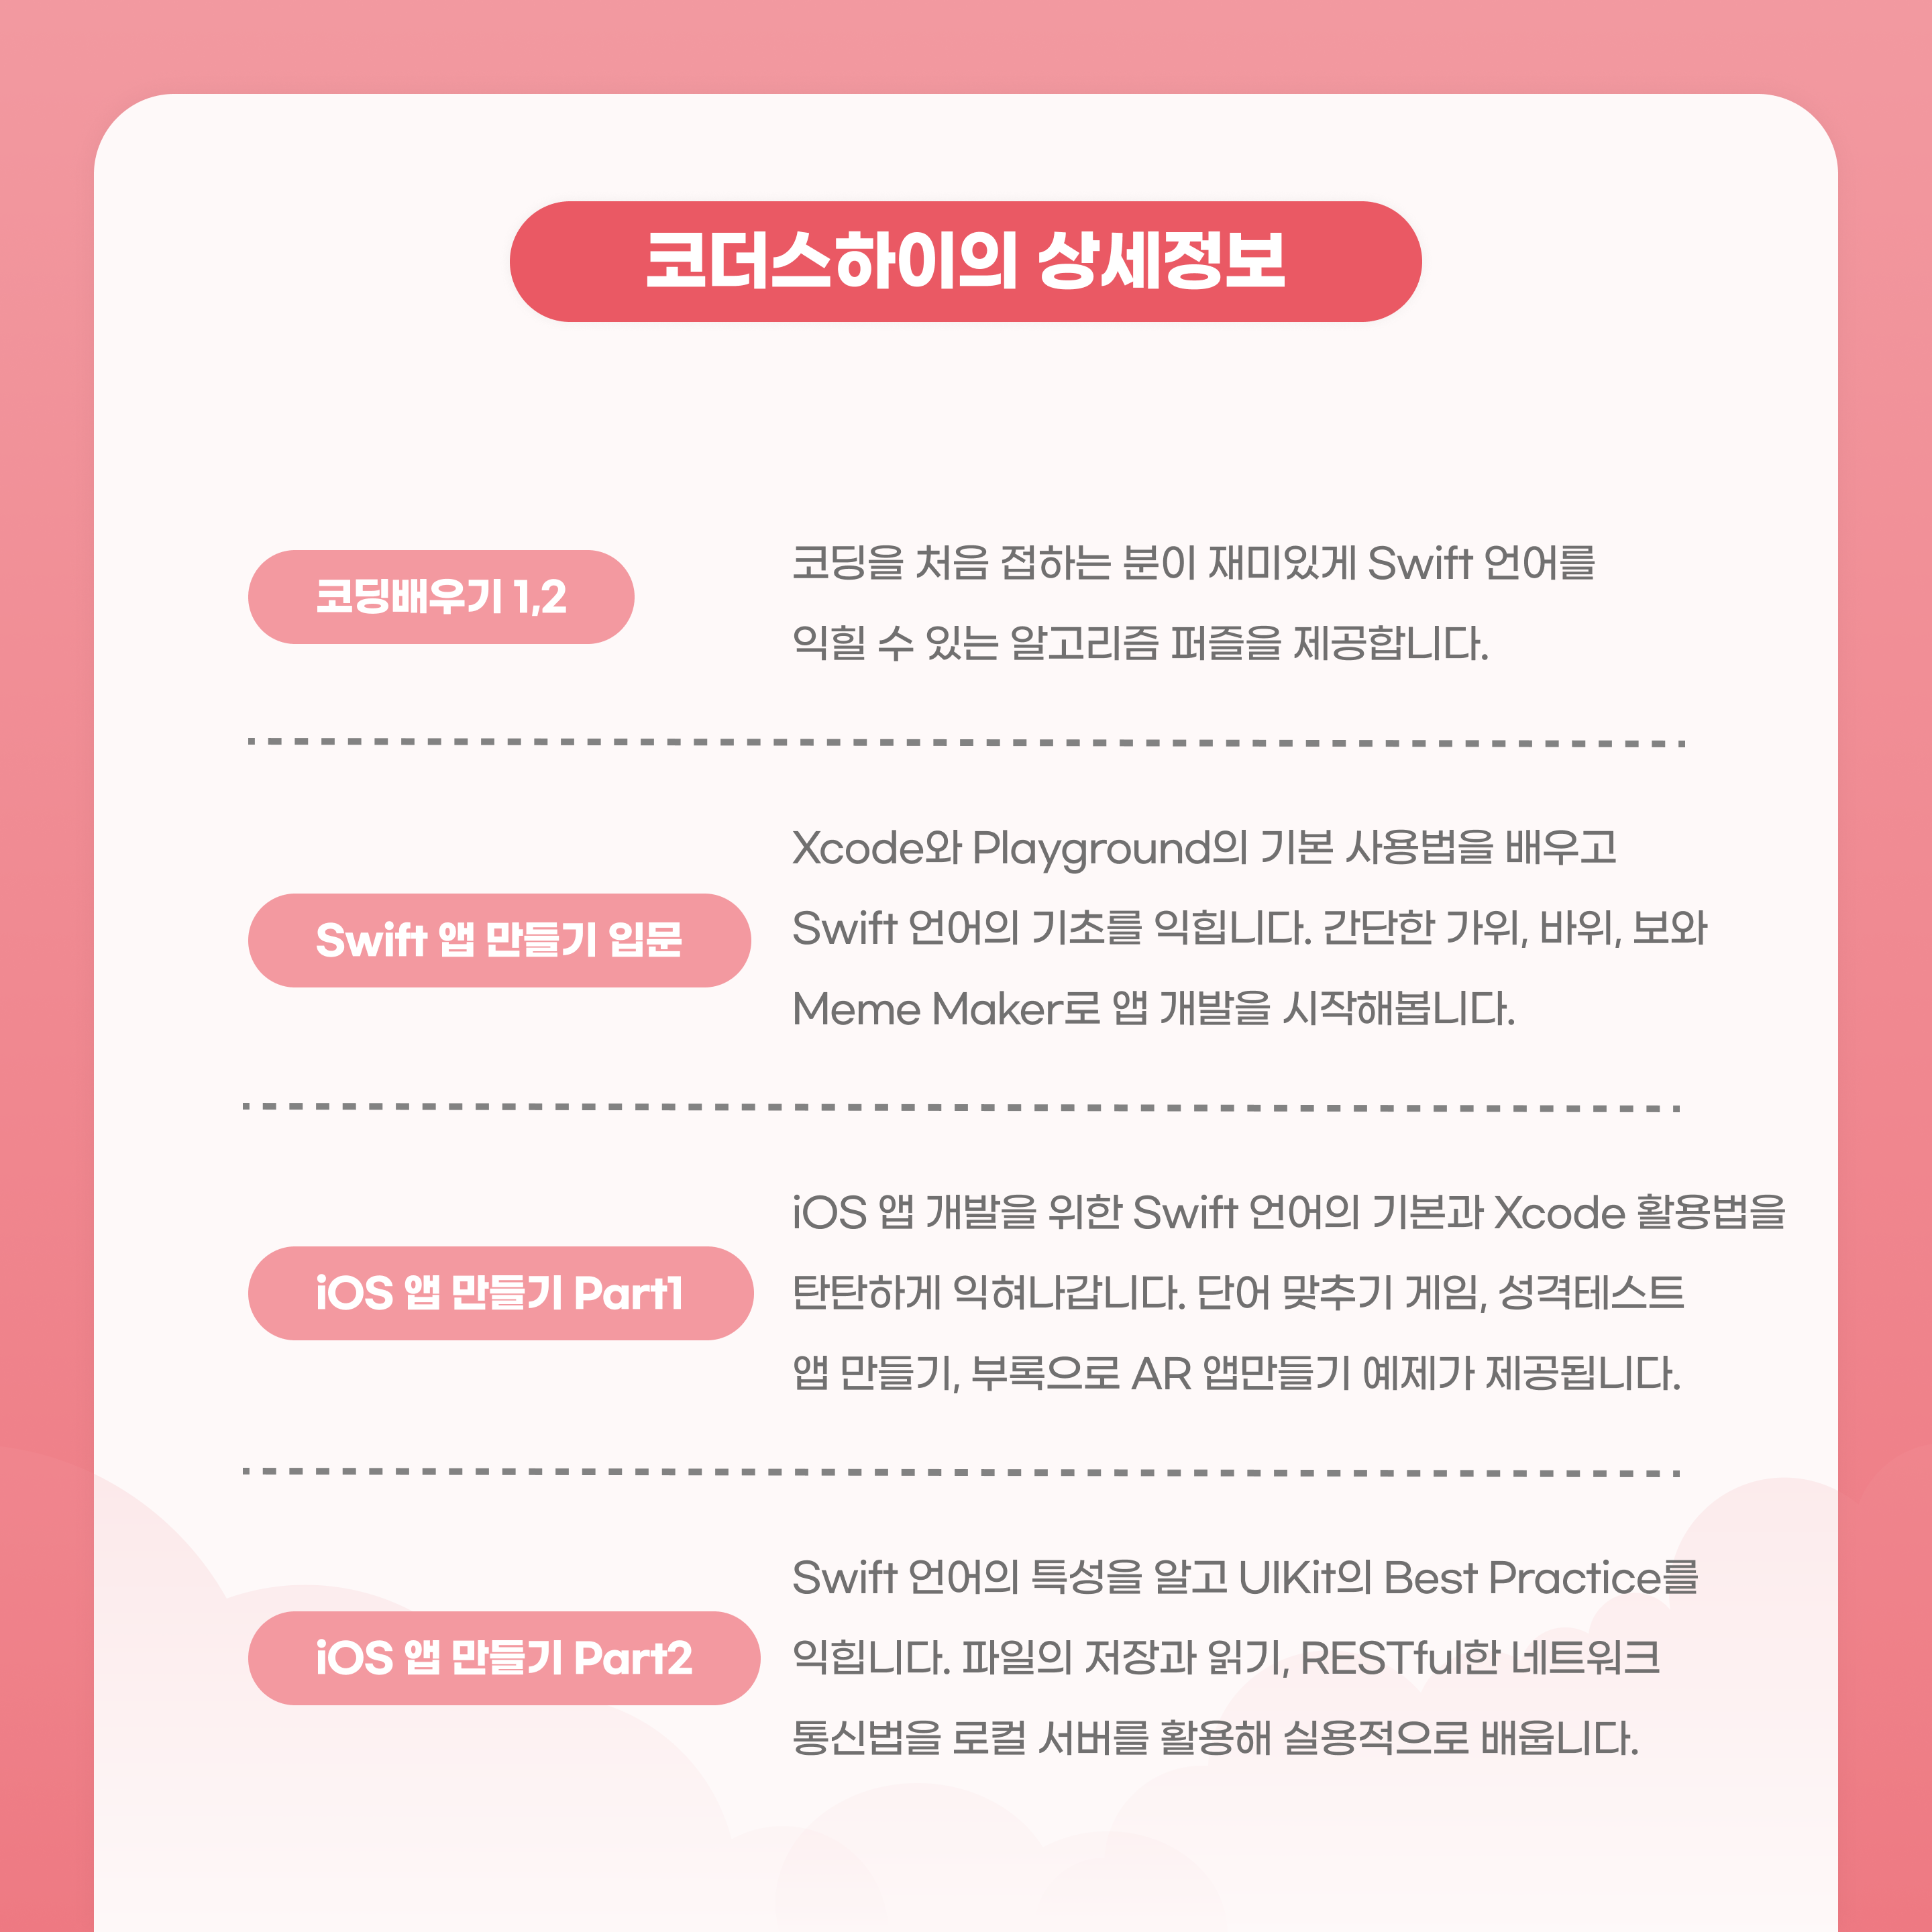 코더스하이의 상세정보
코딩배우기 1,2
코딩을 처음 접하는 분이 재미있게 Swift 언어를
익힐 수 있는 알고리즘 퍼즐을 제공합니다.
Swift 앱 만들기 입문
Xcode와 Playground의 기본 사용법을 배우고
Swift 언어의 기초를 익힙니다. 간단한 가위, 바위, 보와
Meme Maker로 앱 개발을 시작해봅니다.
iOS 앱 만들기 Part1
iOS 앱 개발을 위한 Swift 언어의 기본과 Xcode 활용법을
탄탄하게 익혀나갑니다. 단어 맞추기 게임, 성격테스트
앱 만들기, 부록으로 AR 앱만들기 예제가 제공됩니다.
iOS 앱 만들기 Part2
Swift 언어의 특성을 알고 UIKit의 Best Practice를
익힙니다. 파일의 저장과 읽기, RESTful한 네트워크
통신법을 로컬 서버를 활용해 실용적으로 배웁니다.